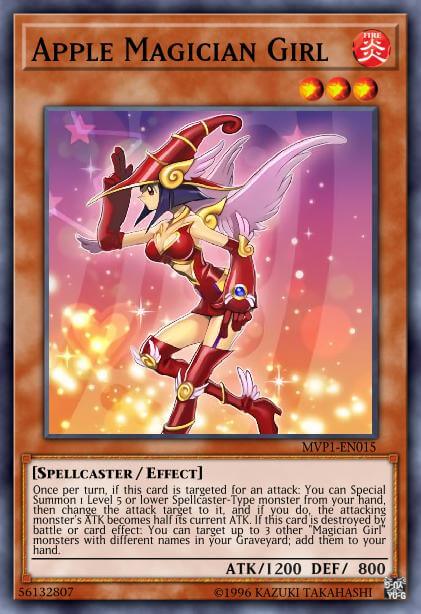 APPLE MAGICIAN GIRL
FIRE
炎
MVP1-EN015
[SPELLCASTER / EFFECT]
Once per turn, if this card is targeted for an attack: You can Special
Summon 1 Level 5 or lower Spellcaster-Type monster from your hand,
then change the attack target to it, and if you do, the attacking
monster's ATK becomes half its current ATK. If this card is destroyed by
battle or card effect: You can target up to 3 other "Magician Girl"
monsters with different names in your Graveyard; add them to your
hand.
ATK/1200 DEF/ 800
56132807
©1996 KAZUKI TAKAHASHI